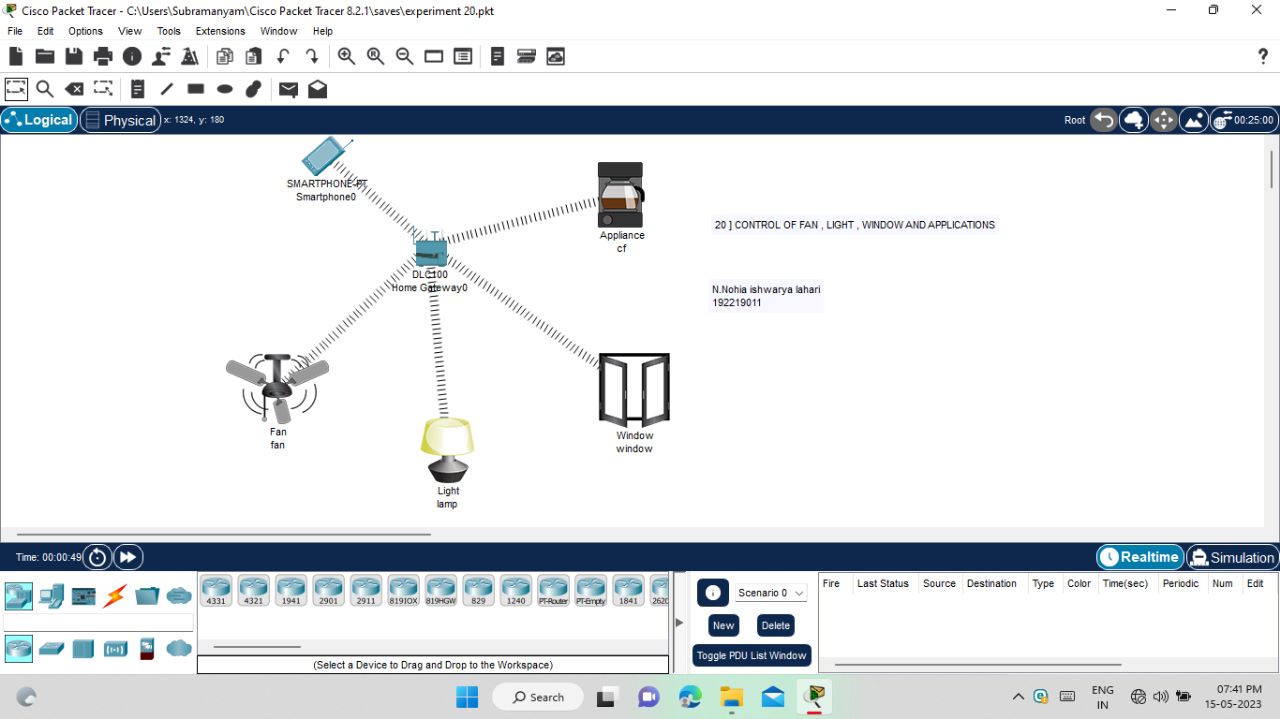 Cisco Packet Tracer - C:\Users\Subramanyam\Cisco Packet Tracer 8.2.1\saves\experiment 20.pkt
File Edit Options View Tools Extensions Window Help
?
Logical Physical x: 1324, y: 180 Root 00:25:00
SMARTPHONE-PT
Smartphone0
Appliance
cf
20 ] CONTROL OF FAN , LIGHT , WINDOW AND APPLICATIONS
DLC100
Home Gateway0
N.Nohia ishwarya lahari
192219011
Fan
fan
Window
window
Light
lamp
Time: 00:00:49 Realtime Simulation
4331 4321 1941 2901 2911 819IOX 819HGW 829 1240 PT-Router PT-Empty 1841 2620
(Select a Device to Drag and Drop to the Workspace)
Scenario 0
New Delete
Toggle PDU List Window
Fire Last Status Source Destination Type Color Time(sec) Periodic Num Edit
Search
ENG
IN
07:41 PM
15-05-2023